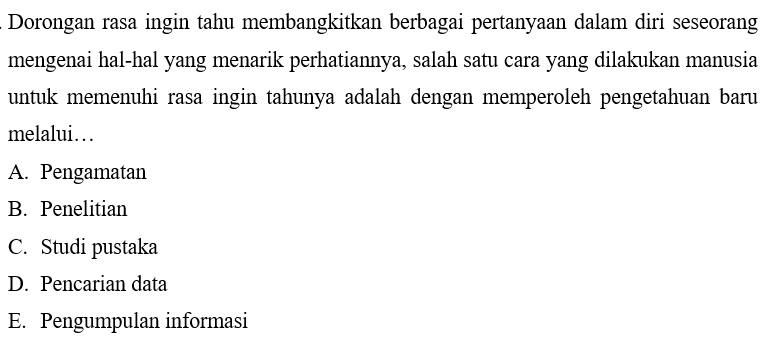 . Dorongan rasa ingin tahu membangkitkan berbagai pertanyaan dalam diri seseorang
mengenai hal-hal yang menarik perhatiannya, salah satu cara yang dilakukan manusia
untuk memenuhi rasa ingin tahunya adalah dengan memperoleh pengetahuan baru
melalui…
A. Pengamatan
B. Penelitian
C. Studi pustaka
D. Pencarian data
E. Pengumpulan informasi